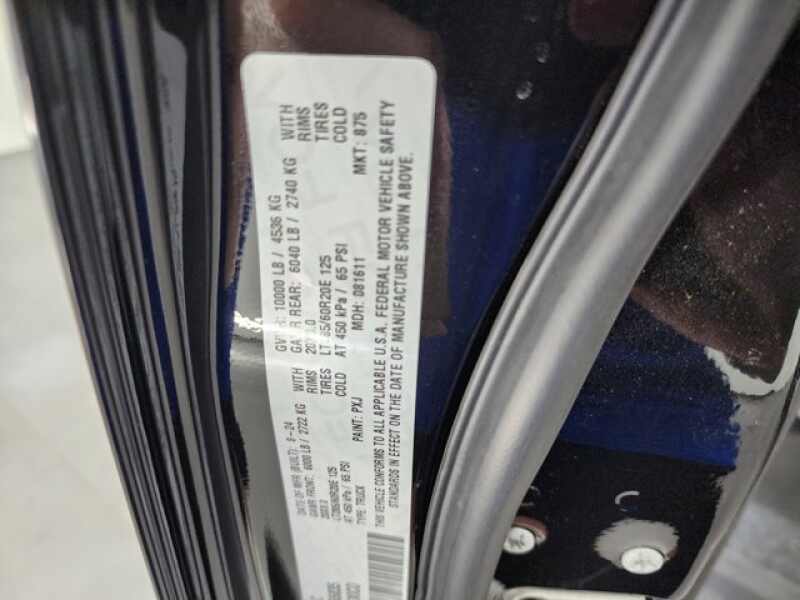 DATE OF MFR (BUILT): 8-24 GVWR: 10000 LB / 4536 KG
GAWR FRONT: 6000 LB / 2722 KG WITH GAWR REAR: 6040 LB / 2740 KG WITH
RIMS RIMS
125 TIRES 125 TIRES
AT 450 kPa / 65 PSI COLD AT 450 kPa / 65 PSI COLD
TYPE: TRUCK PAINT: PXJ MDH: 081611 MKT: 875
THIS VEHICLE CONFORMS TO ALL APPLICABLE U.S.A. FEDERAL MOTOR VEHICLE SAFETY
STANDARDS IN EFFECT ON THE DATE OF MANUFACTURE SHOWN ABOVE.